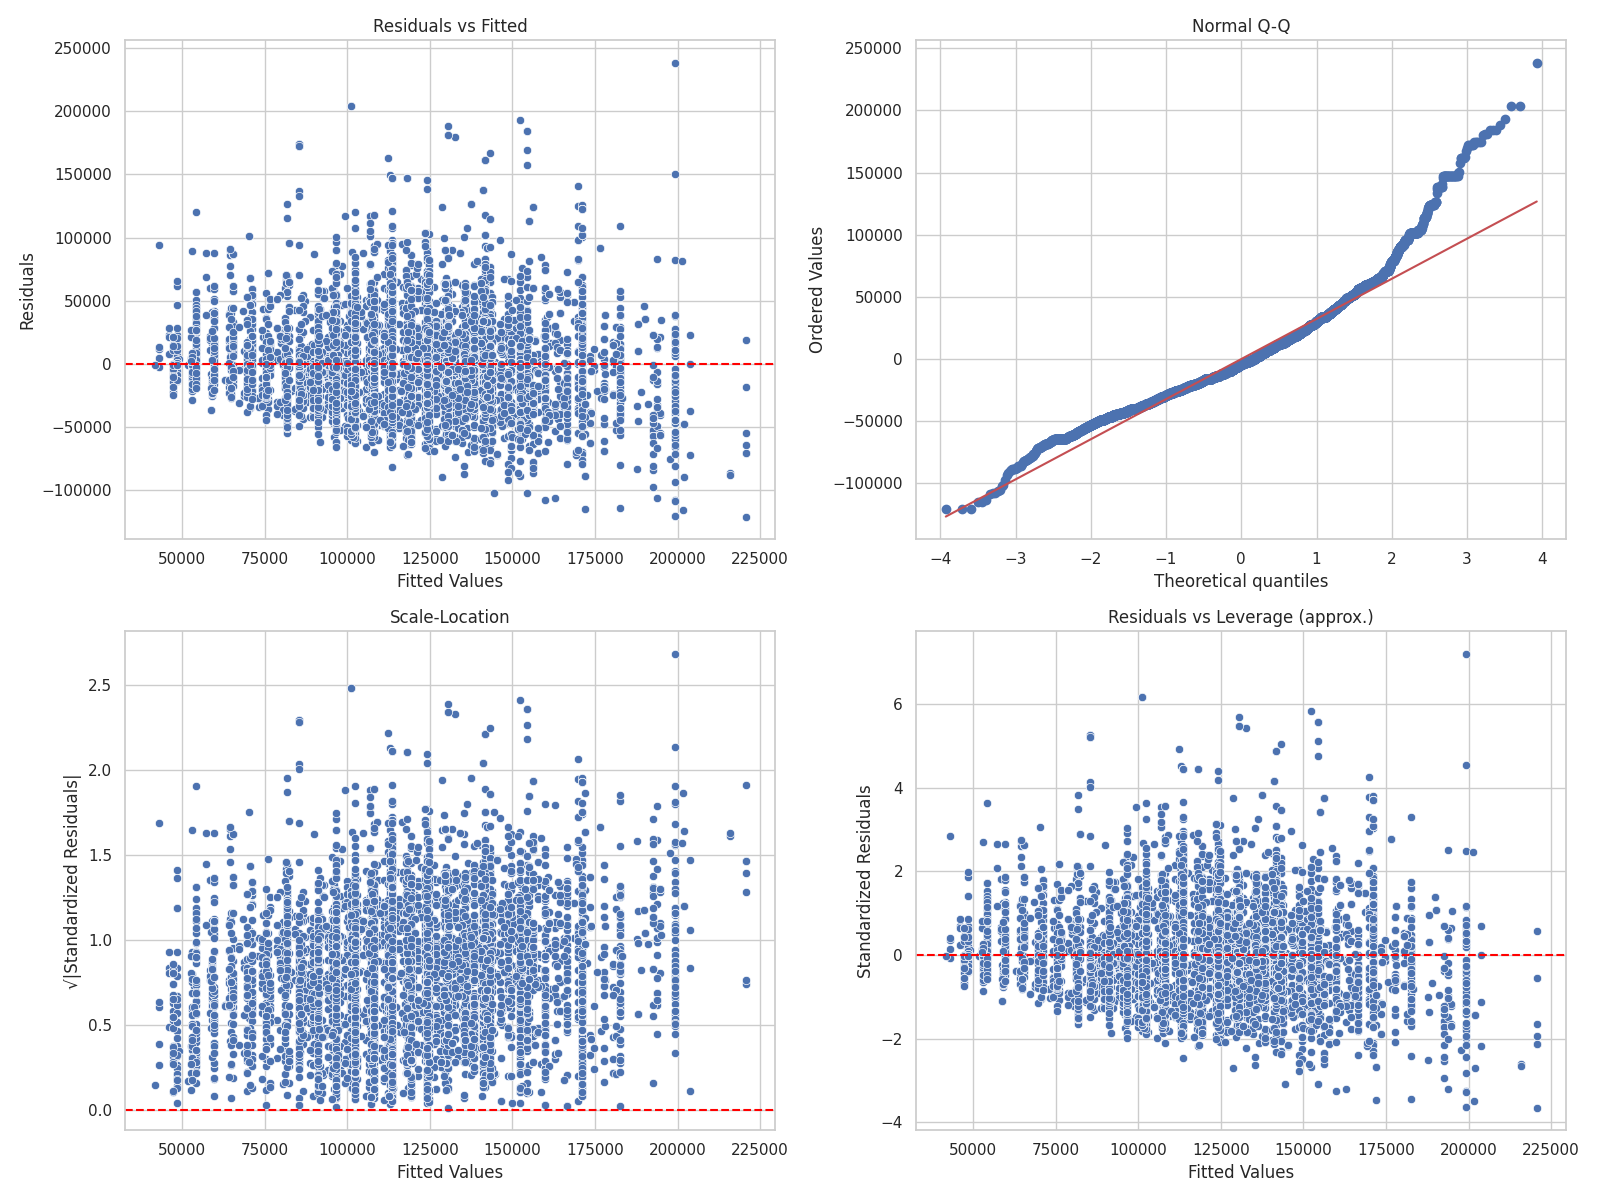 Residuals vs Fitted
250000
200000
150000
100000
50000
0
−50000
−100000
Residuals
50000 75000 100000 125000 150000 175000 200000 225000
Fitted Values
Normal Q-Q
250000
200000
150000
100000
50000
0
−50000
−100000
Ordered Values
−4 −3 −2 −1 0 1 2 3 4
Theoretical quantiles
Scale-Location
2.5
2.0
1.5
1.0
0.5
0.0
√|Standardized Residuals|
50000 75000 100000 125000 150000 175000 200000 225000
Fitted Values
Residuals vs Leverage (approx.)
6
4
2
0
−2
−4
Standardized Residuals
50000 75000 100000 125000 150000 175000 200000 225000
Fitted Values